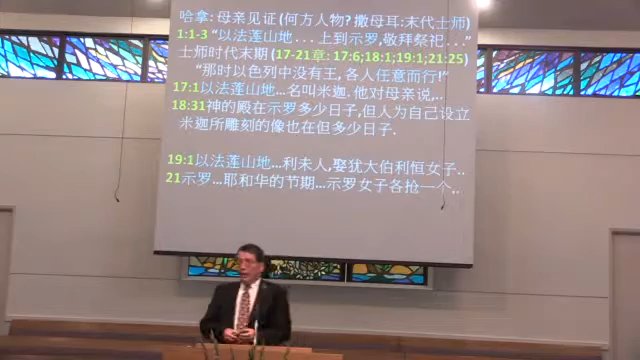 哈拿: 母亲见证 (何方人物? 撒母耳:末代士师)
1:1-3 “以法莲山地 . . . 上到示罗,敬拜祭祀 . . .”
士师时代末期 (17-21章: 17:6;18:1;19:1;21:25)
“那时以色列中没有王, 各人任意而行!”
17:1以法莲山地... 名叫米迦. 他对母亲说,..
18:31神的殿在示罗多少日子,但人为自己设立
米迦所雕刻的像也在但多少日子.
19:1以法莲山地...利未人,娶犹大伯利恒女子..
21示罗...耶和华的节期...示罗女子各抢一个..